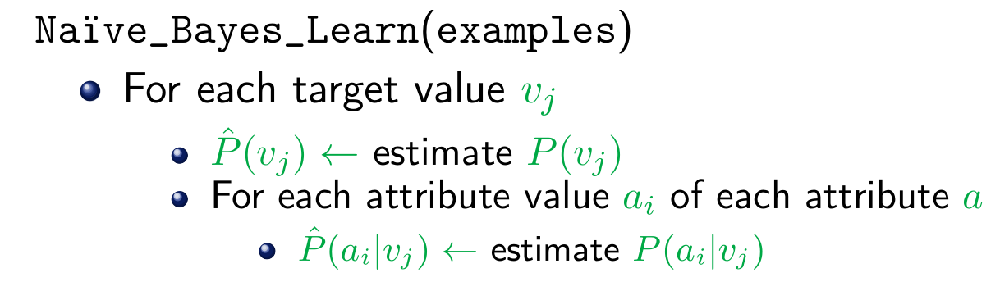 Naïve_Bayes_Learn(examples)
• For each target value $v_j$
• $\hat{P}(v_j) \leftarrow$ estimate $P(v_j)$
• For each attribute value $a_i$ of each attribute $a$
• $\hat{P}(a_i|v_j) \leftarrow$ estimate $P(a_i|v_j)$